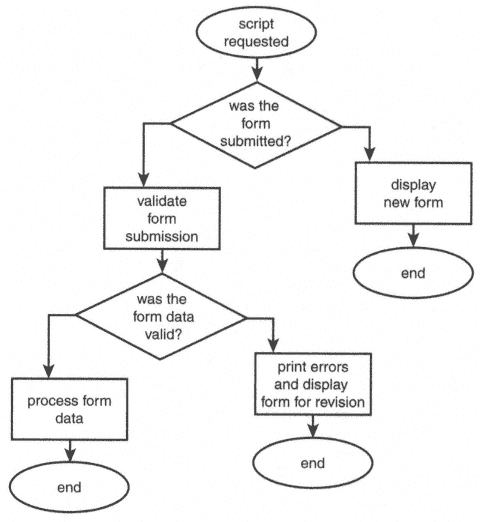 script
requested
was the
form
submitted?
display
new form
end
validate
form
submission
was the
form data
valid?
print errors
and display
form for revision
end
process form
data
end